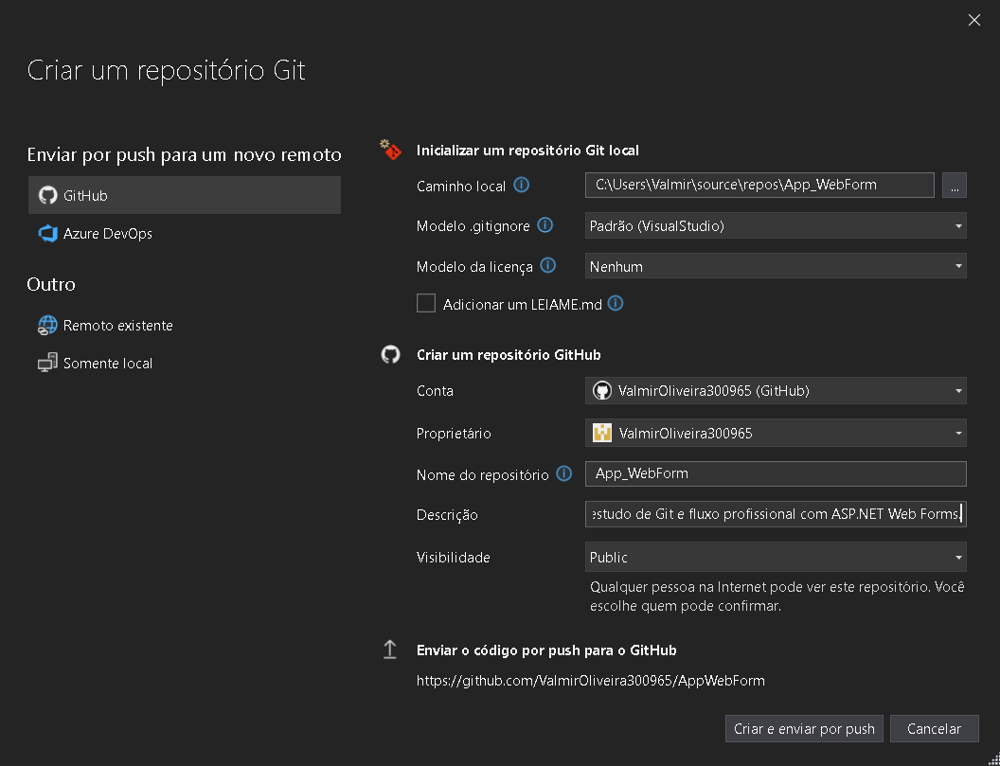 Criar um repositório Git
Enviar por push para um novo remoto
GitHub
Azure DevOps
Outro
Remoto existente
Somente local
Inicializar um repositório Git local
Caminho local
C:\Users\Valmir\source\repos\App_WebForm
...
Modelo .gitignore
Padrão (VisualStudio)
Modelo da licença
Nenhum
Adicionar um LEIAME.md
Criar um repositório GitHub
Conta
ValmirOliveira300965 (GitHub)
Proprietário
ValmirOliveira300965
Nome do repositório
App_WebForm
Descrição
estudo de Git e fluxo profissional com ASP.NET Web Forms.
Visibilidade
Public
Qualquer pessoa na Internet pode ver este repositório. Você
escolhe quem pode confirmar.
Enviar o código por push para o GitHub
https://github.com/ValmirOliveira300965/AppWebForm
Criar e enviar por push
Cancelar